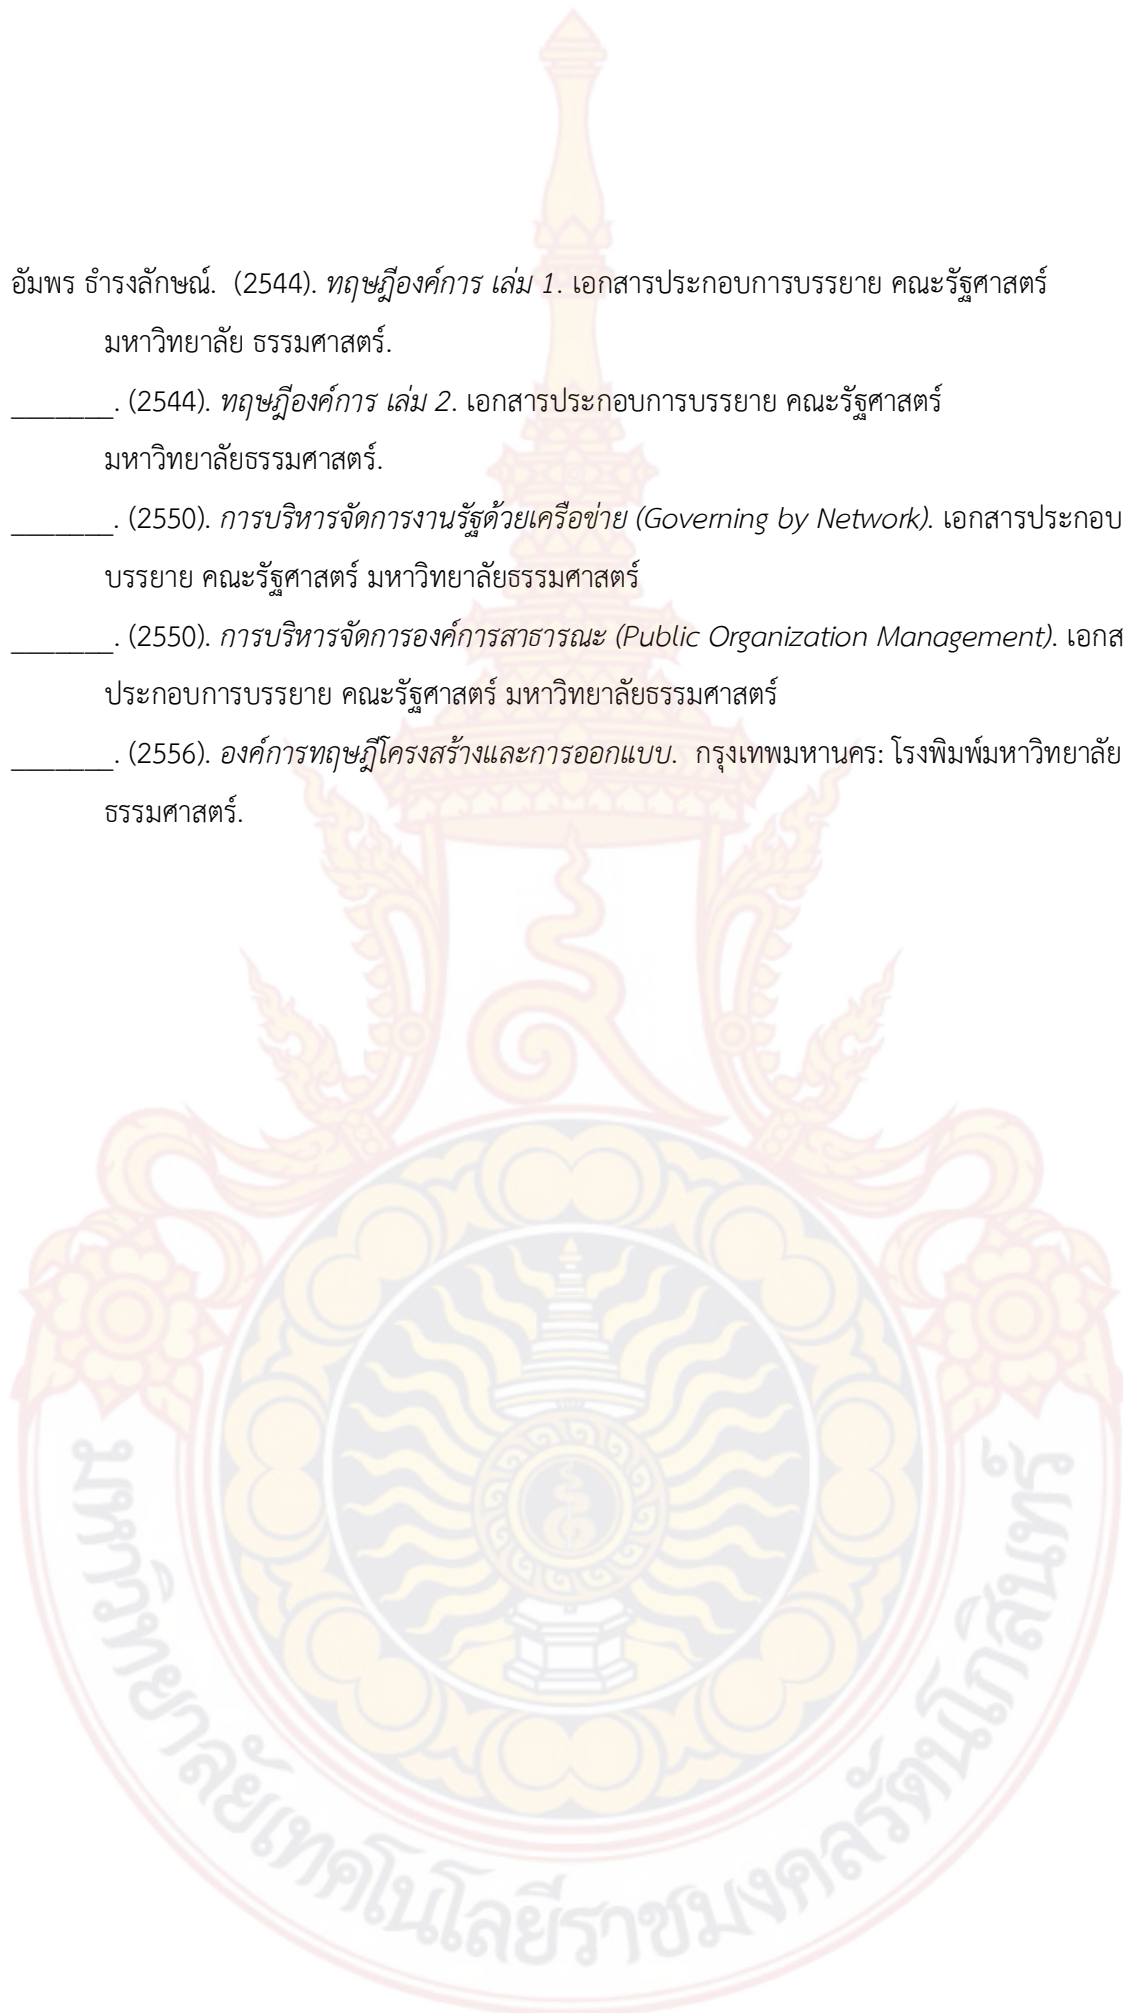 อัมพร ธำรงลักษณ์.  (2544). ทฤษฎีองค์การ เล่ม 1. เอกสารประกอบการบรรยาย คณะรัฐศาสตร์
มหาวิทยาลัย ธรรมศาสตร์.
_______. (2544). ทฤษฎีองค์การ เล่ม 2. เอกสารประกอบการบรรยาย คณะรัฐศาสตร์
มหาวิทยาลัยธรรมศาสตร์.
_______. (2550). การบริหารจัดการงานรัฐด้วยเครือข่าย (Governing by Network). เอกสารประกอบ
บรรยาย คณะรัฐศาสตร์ มหาวิทยาลัยธรรมศาสตร์
_______. (2550). การบริหารจัดการองค์การสาธารณะ (Public Organization Management). เอกส
ประกอบการบรรยาย คณะรัฐศาสตร์ มหาวิทยาลัยธรรมศาสตร์
_______. (2556). องค์การทฤษฎีโครงสร้างและการออกแบบ.  กรุงเทพมหานคร: โรงพิมพ์มหาวิทยาลัย
ธรรมศาสตร์.
มหาวิทยาลัยเทคโนโลยีราชมงคลรัตนโกสินทร์